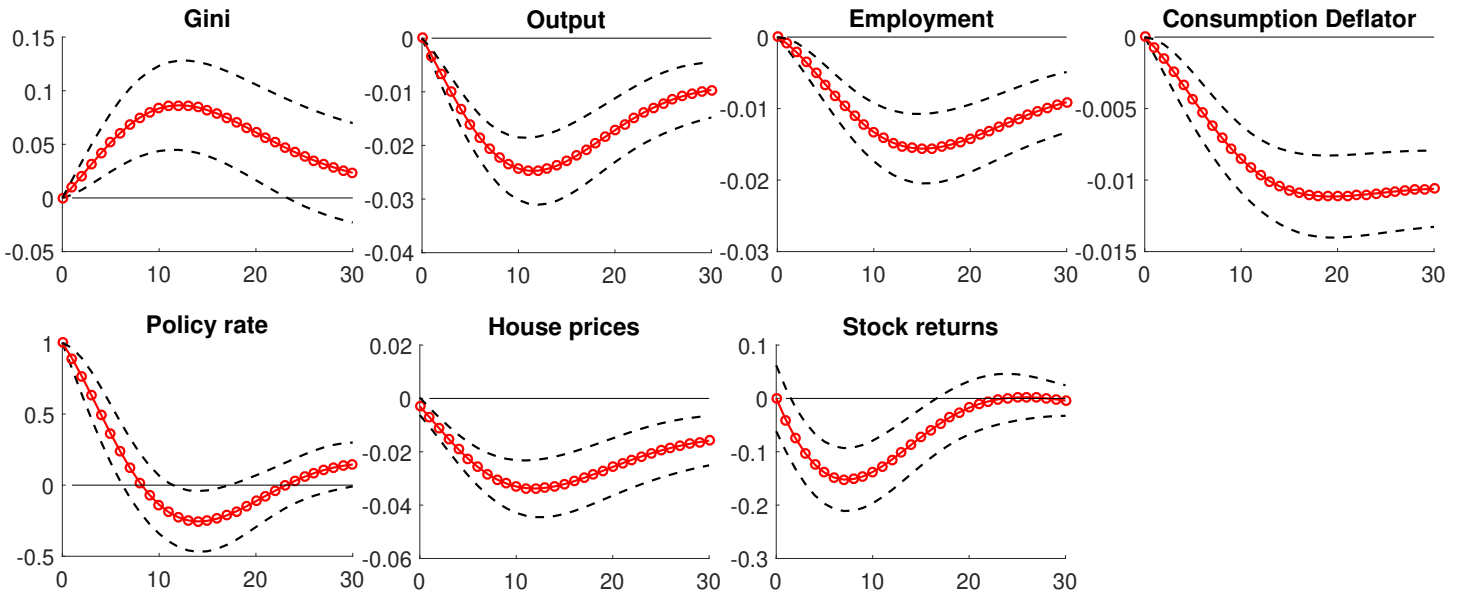 Gini
0.15
0.1
0.05
0
-0.05
0 10 20 30
Output
0
-0.01
-0.02
-0.03
-0.04
0 10 20 30
Employment
0
-0.01
-0.02
-0.03
0 10 20 30
Consumption Deflator
0
-0.005
-0.01
-0.015
0 10 20 30
Policy rate
1
0.5
0
-0.5
0 10 20 30
House prices
0.02
0
-0.02
-0.04
-0.06
0 10 20 30
Stock returns
0.1
0
-0.1
-0.2
-0.3
0 10 20 30